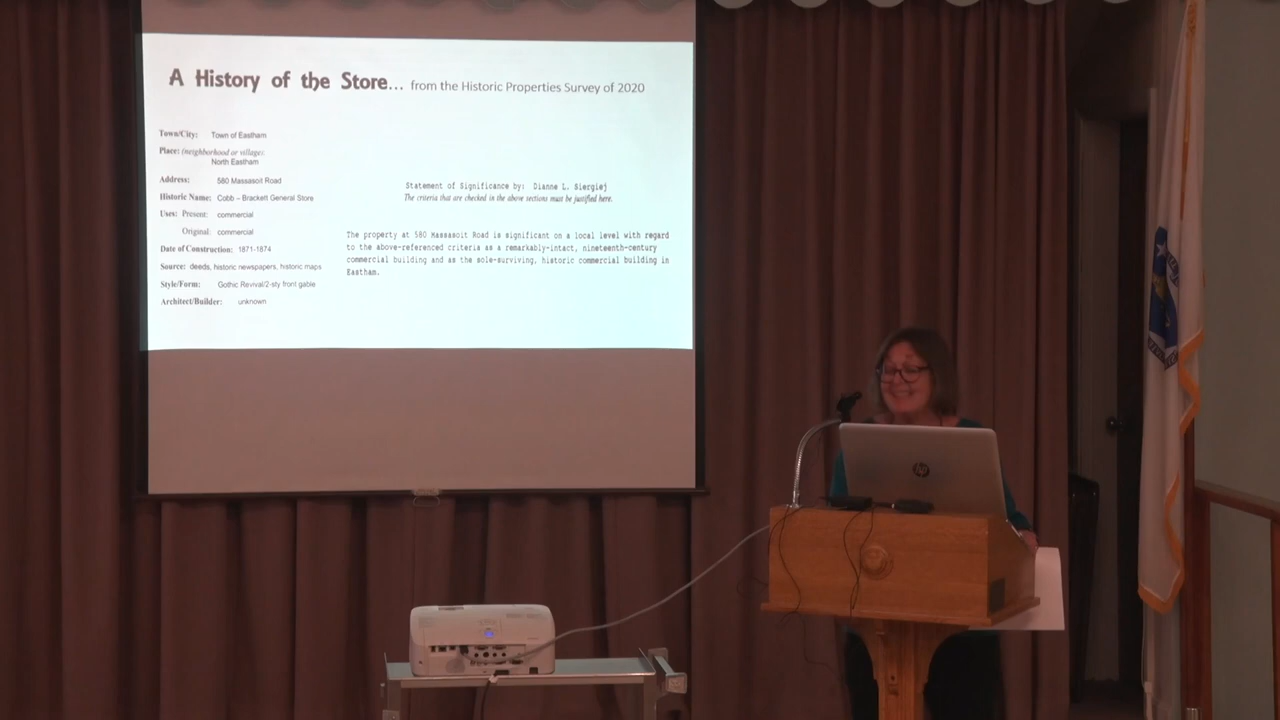 A History of the Store... from the Historic Properties Survey of 2020
Town/City: Town of Eastham
Place: (neighborhood or village)
North Eastham
Address: 580 Massasoit Road
Historic Name: Cobb – Brackett General Store
Uses: Present: commercial
Original: commercial
Date of Construction: 1871-1874
Source: deeds, historic newspapers, historic maps
Style/Form: Gothic Revival/2-sty front gable
Architect/Builder: unknown
Statement of Significance by: Dianne L. Siergiej
The criteria that are checked in the above sections must be justified here.
The property at 580 Massasoit Road is significant on a local level with regard
to the above-referenced criteria as a remarkably-intact, nineteenth-century
commercial building and as the sole-surviving, historic commercial building in
Eastham.
hp